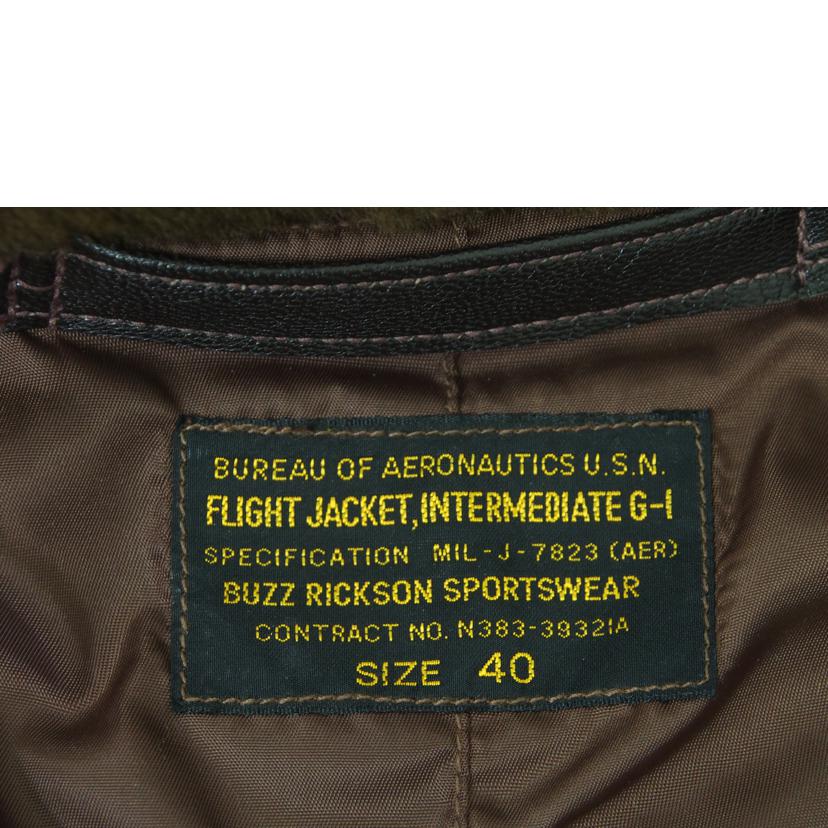 BUREAU OF AERONAUTICS U.S.N.
FLIGHT JACKET, INTERMEDIATE G-1
SPECIFICATION MIL-J-7823 (AER)
BUZZ RICKSON SPORTSWEAR
CONTRACT NO. N383-39321A
SIZE 40